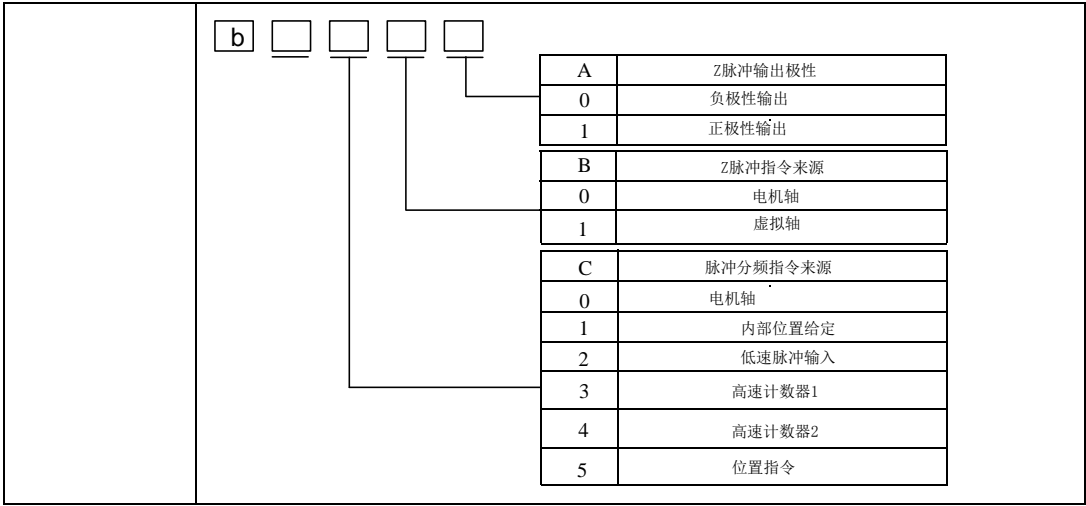 b
A Z脉冲输出极性
0 负极性输出
1 正极性输出
B Z脉冲指令来源
0 电机轴
1 虚拟轴
C 脉冲分频指令来源
0 电机轴
1 内部位置给定
2 低速脉冲输入
3 高速计数器1
4 高速计数器2
5 位置指令